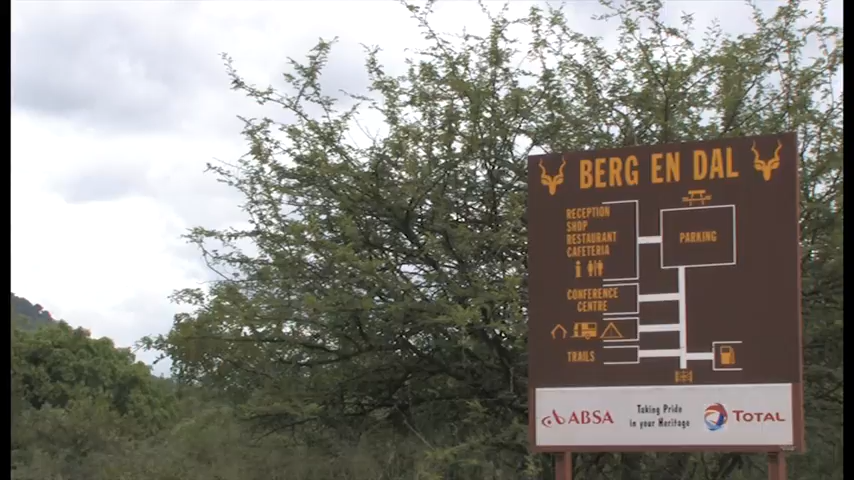 BERG EN DAL
RECEPTION
SHOP
RESTAURANT
CAFETERIA
PARKING
CONFERENCE
CENTRE
TRAILS
ABSA
Taking Pride
in your Heritage
TOTAL